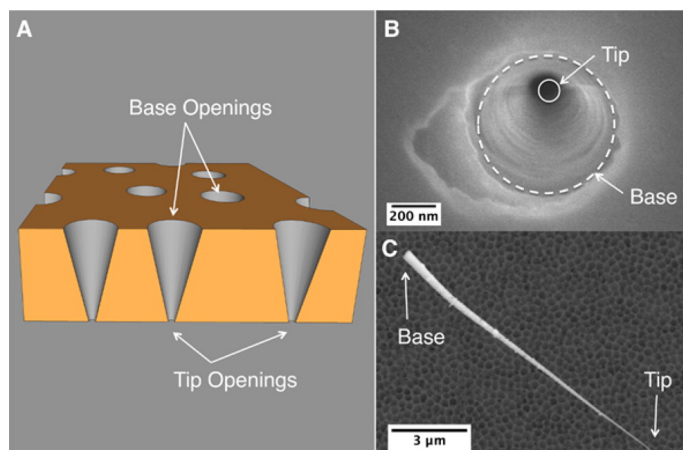 A
Base Openings
Tip Openings
B
Tip
Base
200 nm
C
Base
Tip
3 μm